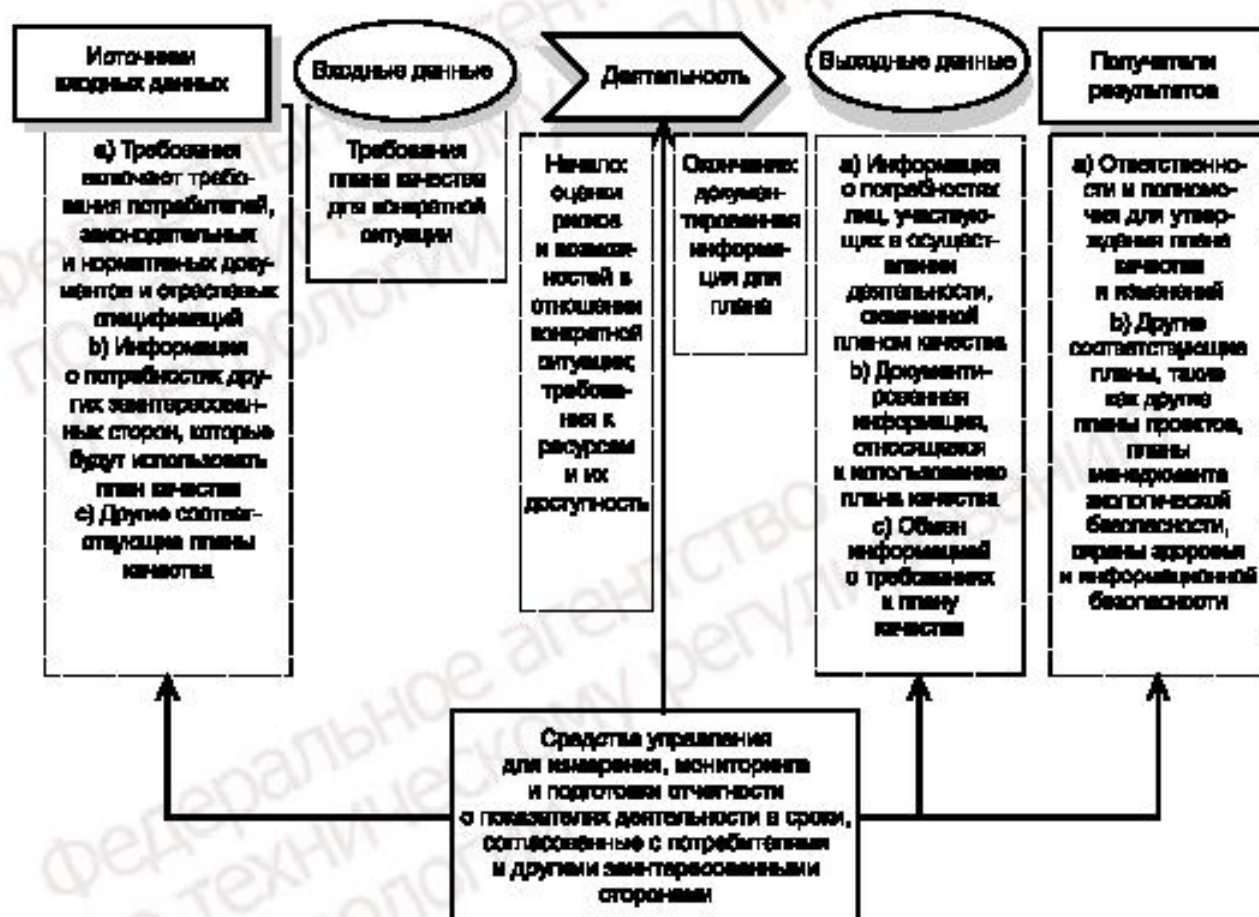 Источники
входных данных
Входные данные
Деятельность
Выходные данные
Получатели
результатов
а) Требования
включают требо-
вания потребителей,
законодательных
и нормативных доку-
ментов и отраслевых
спецификаций
b) Информация
о потребностях дру-
гих заинтересован-
ных сторон, которые
будут использовать
план качества
с) Другие соответ-
ствующие планы
качества
Требования
плана качества
для конкретной
ситуации
Начало:
оценки
рисков
и возмож-
ностей в
отношении
конкретной
ситуации;
требова-
ния к
ресурсам
и их
доступность
Окончание:
докумен-
тированная
информа-
ция для
плана
а) Информация
о потребностях
лиц, участвую-
щих в осущест-
влении
деятельности,
охваченной
планом качества
b) Документи-
рованная
информация,
относящаяся
к использованию
плана качества
с) Обмен
информацией
о требованиях
к плану
качества
а) Ответственно-
сти и полномо-
чия для утвер-
ждения плана
качества
и изменений
b) Другие
соответствующие
планы, такие
как другие
планы проектов,
планы
менеджмента
экологической
безопасности,
охраны здоровья
и информационной
безопасности
Средства управления
для измерения, мониторинга
и подготовки отчетности
о показателях деятельности в сроки,
согласованные с потребителями
и другими заинтересованными
сторонами
Федеральное агентство
по техническому регулированию